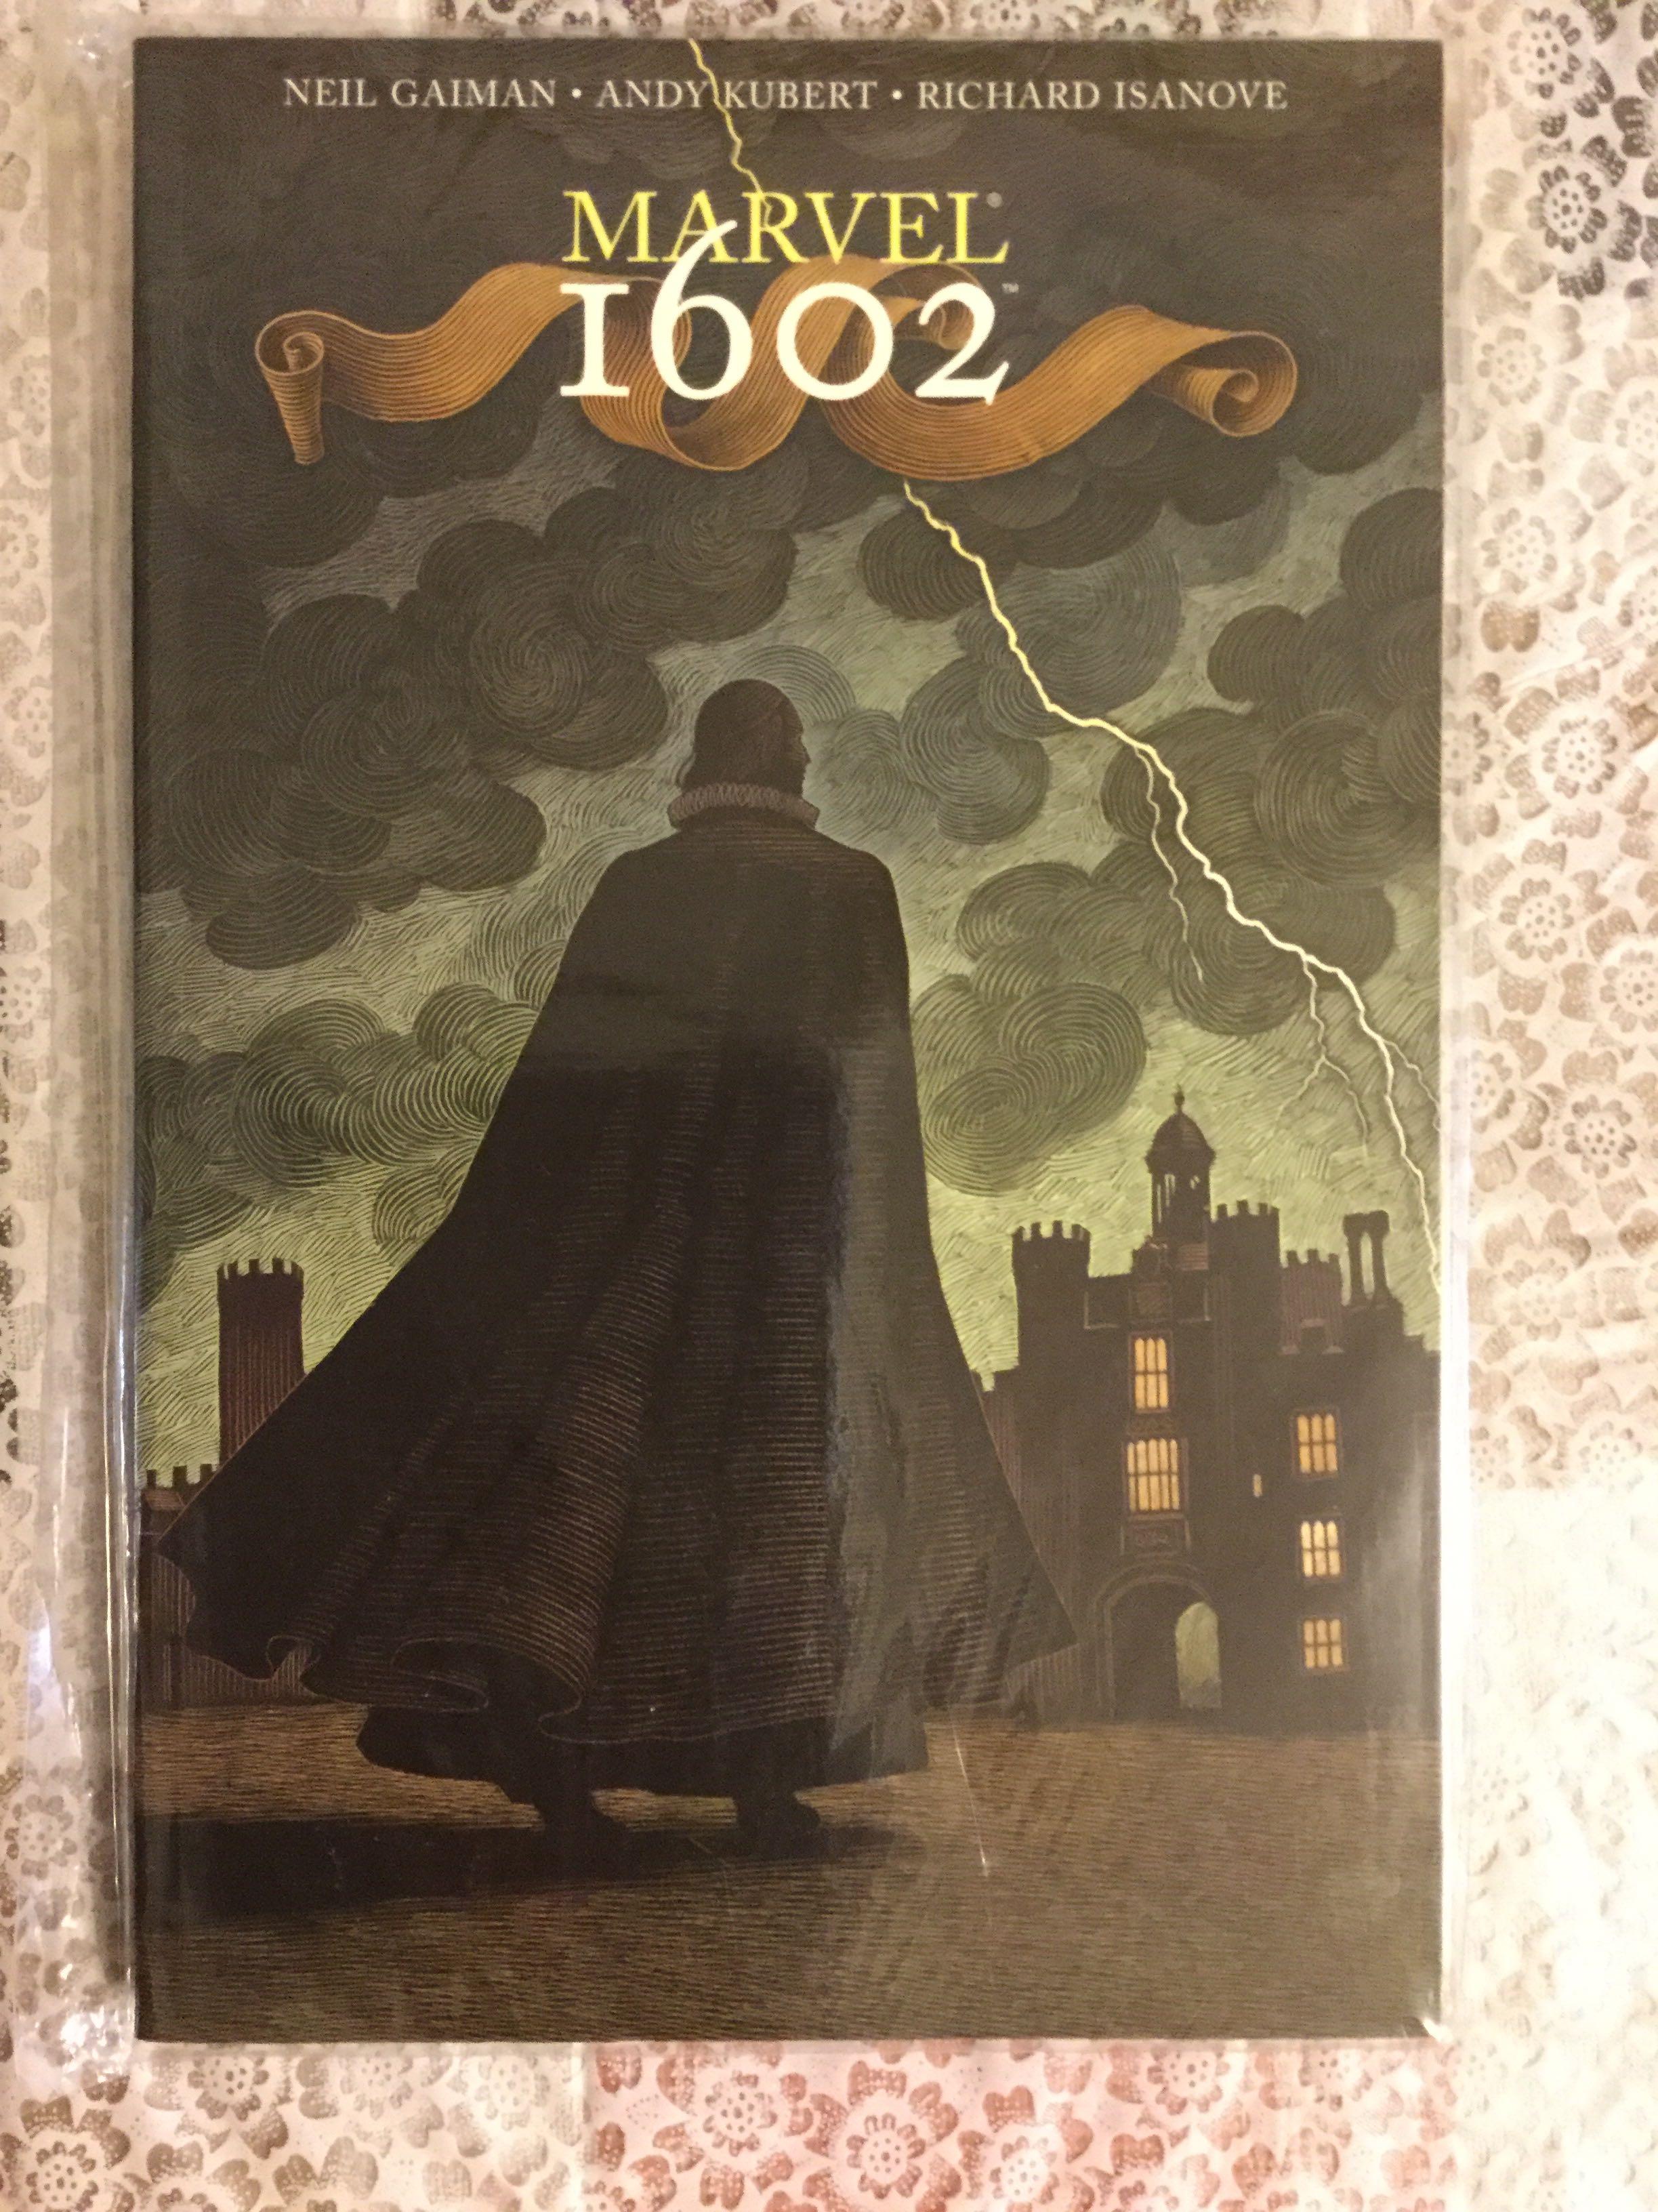 NEIL GAIMAN • ANDY KUBERT • RICHARD ISANOVE
MARVEL®
1602™